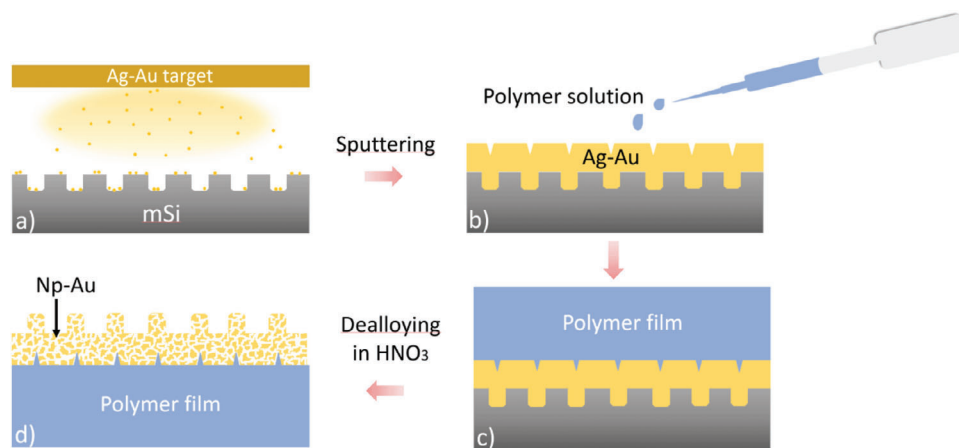 Ag-Au target
mSi
a)
Sputtering
Polymer solution
Ag-Au
b)
Polymer film
c)
Dealloying
in HNO₃
Np-Au
Polymer film
d)